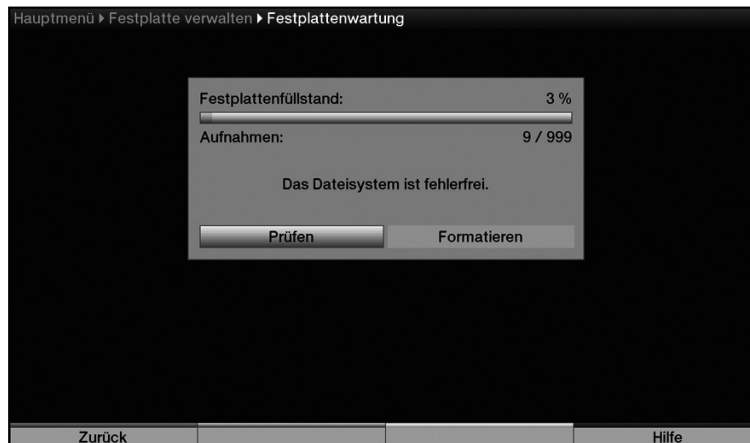 Hauptmenü ▸ Festplatte verwalten ▸ Festplattenwartung
Festplattenfüllstand: 3 %
Aufnahmen: 9 / 999
Das Dateisystem ist fehlerfrei.
Prüfen Formatieren
Zurück Hilfe